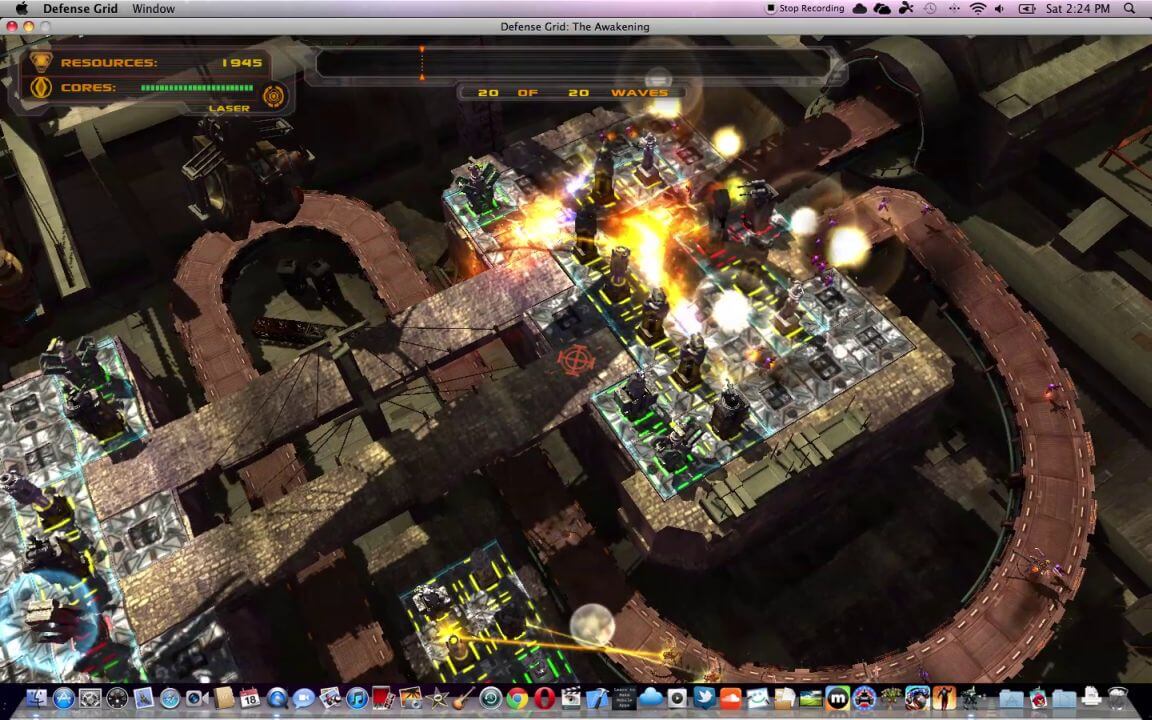 Defense Grid Window Stop Recording Sat 2:24 PM
Defense Grid: The Awakening
RESOURCES: 1945
CORES:
LASER
20 OF 20 WAVES
18